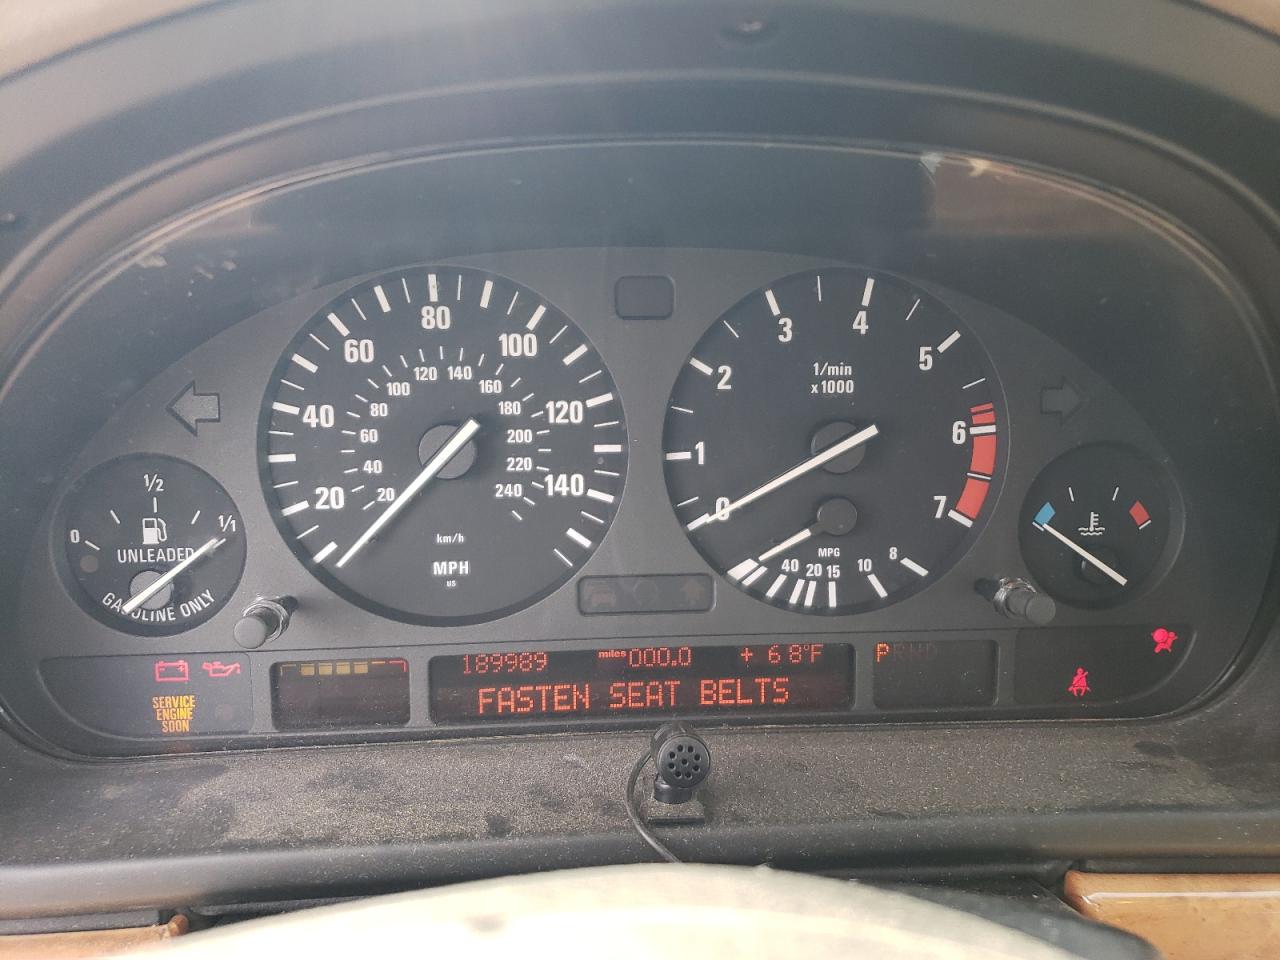 80
60
100
120 140
100
160
80
180
40
120
60
200
40
220
20
20
240
140
km/h
MPH
us
3
4
2
5
1/min
x 1000
1
6
0
7
MPG
40 20 15 10 8
1/2
0
1/1
UNLEADED
GASOLINE ONLY
SERVICE
ENGINE
SOON
189989 miles 000.0 + 68°F
FASTEN SEAT BELTS
PRND